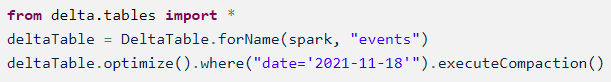 from delta.tables import *
deltaTable = DeltaTable.forName(spark, "events")
deltaTable.optimize().where("date='2021-11-18'").executeCompaction()